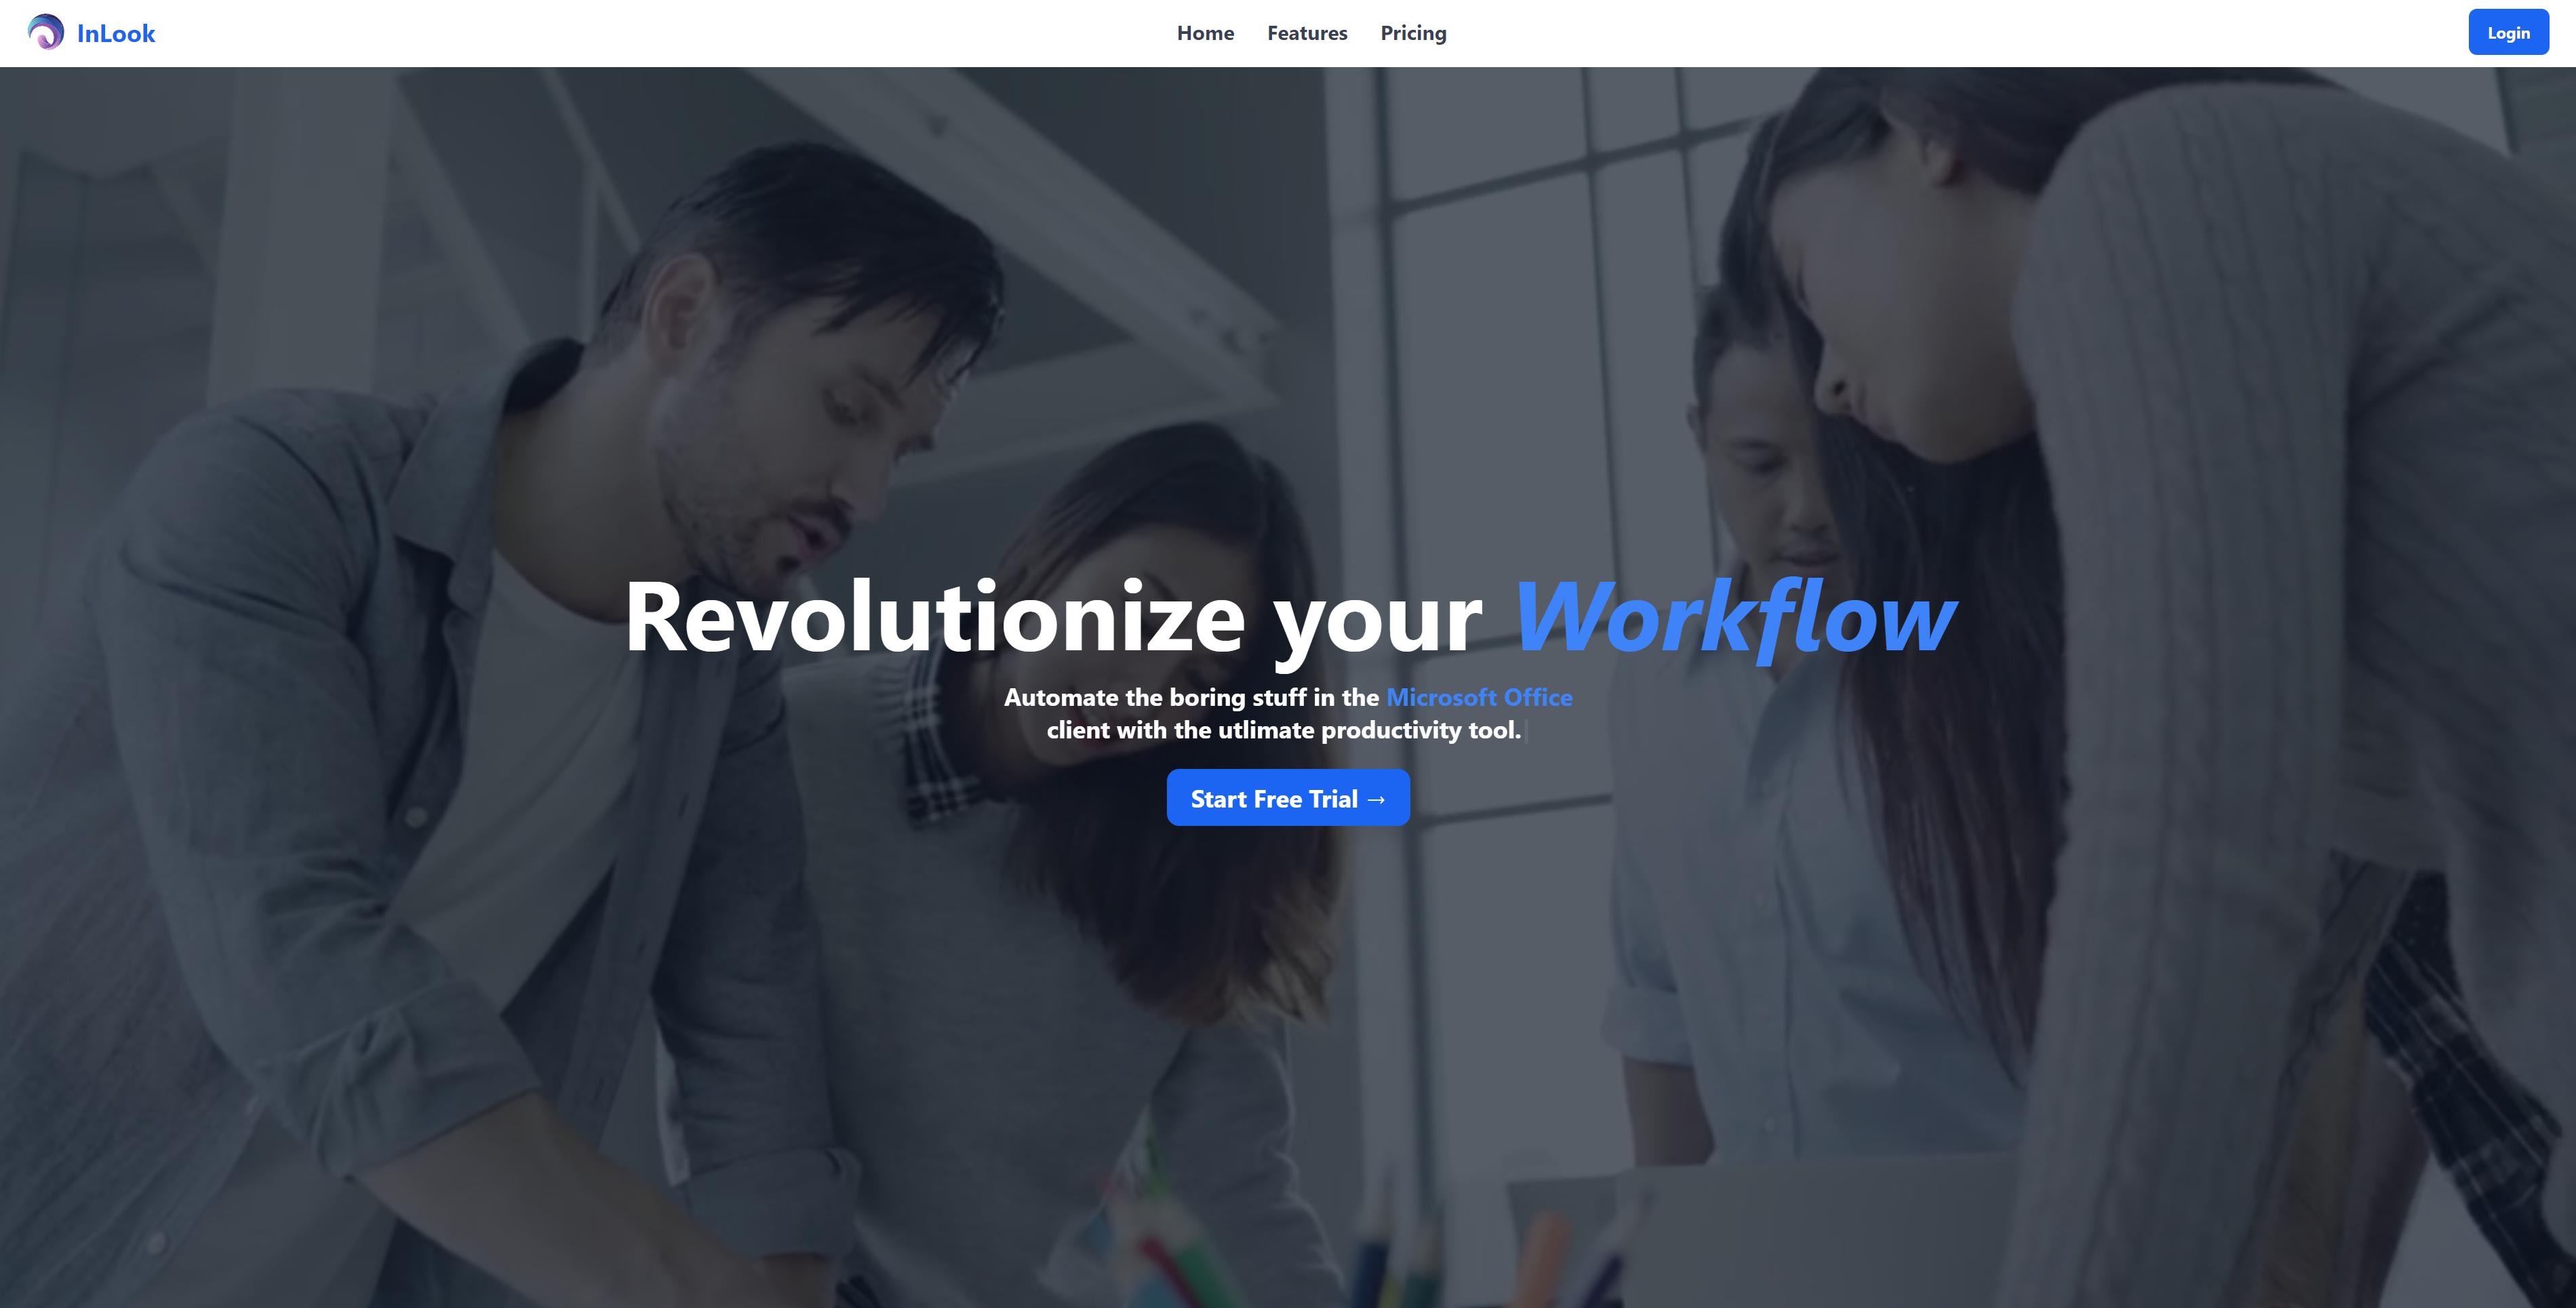 InLook
Home Features Pricing
Login
Revolutionize your Workflow
Automate the boring stuff in the Microsoft Office
client with the utlimate productivity tool.
Start Free Trial →